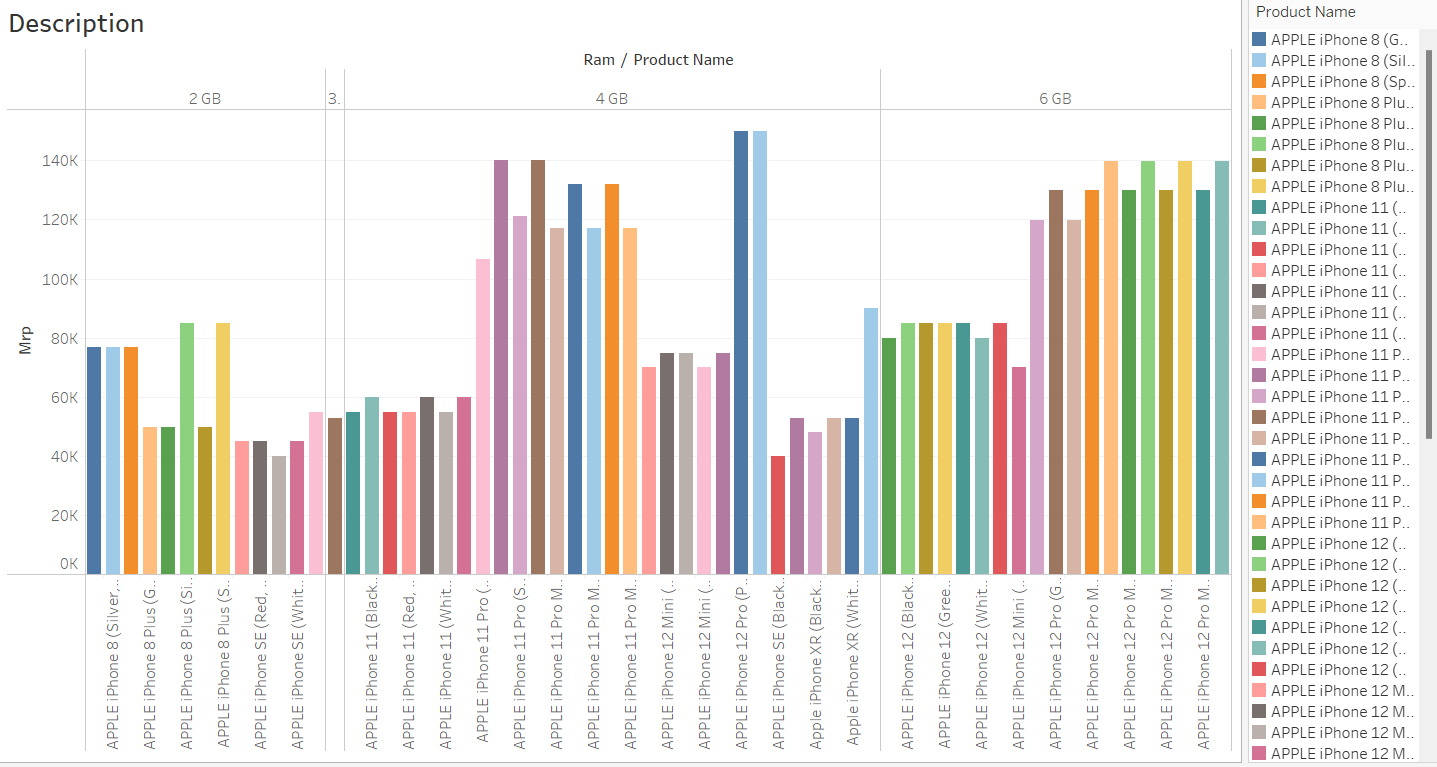 Description
Ram / Product Name
2 GB
3.
4 GB
6 GB
Mrp
140K
120K
100K
80K
60K
40K
20K
0K
APPLE iPhone 8 (Silver,..
APPLE iPhone 8 Plus (G..
APPLE iPhone 8 Plus (Si..
APPLE iPhone 8 Plus (S..
APPLE iPhone SE (Red,..
APPLE iPhone SE (Whit..
APPLE iPhone 11 (Black..
APPLE iPhone 11 (Red,..
APPLE iPhone 11 (Whit..
APPLE iPhone 11 Pro (..
APPLE iPhone 11 Pro (S..
APPLE iPhone 11 Pro M..
APPLE iPhone 11 Pro M..
APPLE iPhone 11 Pro M..
APPLE iPhone 12 Mini (..
APPLE iPhone 12 Mini (..
APPLE iPhone 12 Pro (P..
APPLE iPhone SE (Black..
Apple iPhone XR (Black..
Apple iPhone XR (Whit..
APPLE iPhone 12 (Black..
APPLE iPhone 12 (Gree..
APPLE iPhone 12 (Whit..
APPLE iPhone 12 Mini (..
APPLE iPhone 12 Pro (G..
APPLE iPhone 12 Pro M..
APPLE iPhone 12 Pro M..
APPLE iPhone 12 Pro M..
APPLE iPhone 12 Pro M..
Product Name
APPLE iPhone 8 (G..
APPLE iPhone 8 (Sil..
APPLE iPhone 8 (Sp..
APPLE iPhone 8 Plu..
APPLE iPhone 8 Plu..
APPLE iPhone 8 Plu..
APPLE iPhone 8 Plu..
APPLE iPhone 8 Plu..
APPLE iPhone 11 (..
APPLE iPhone 11 (..
APPLE iPhone 11 (..
APPLE iPhone 11 (..
APPLE iPhone 11 (..
APPLE iPhone 11 (..
APPLE iPhone 11 (..
APPLE iPhone 11 P..
APPLE iPhone 11 P..
APPLE iPhone 11 P..
APPLE iPhone 11 P..
APPLE iPhone 11 P..
APPLE iPhone 11 P..
APPLE iPhone 11 P..
APPLE iPhone 11 P..
APPLE iPhone 11 P..
APPLE iPhone 12 (..
APPLE iPhone 12 (..
APPLE iPhone 12 (..
APPLE iPhone 12 (..
APPLE iPhone 12 (..
APPLE iPhone 12 (..
APPLE iPhone 12 (..
APPLE iPhone 12 M..
APPLE iPhone 12 M..
APPLE iPhone 12 M..
APPLE iPhone 12 M..